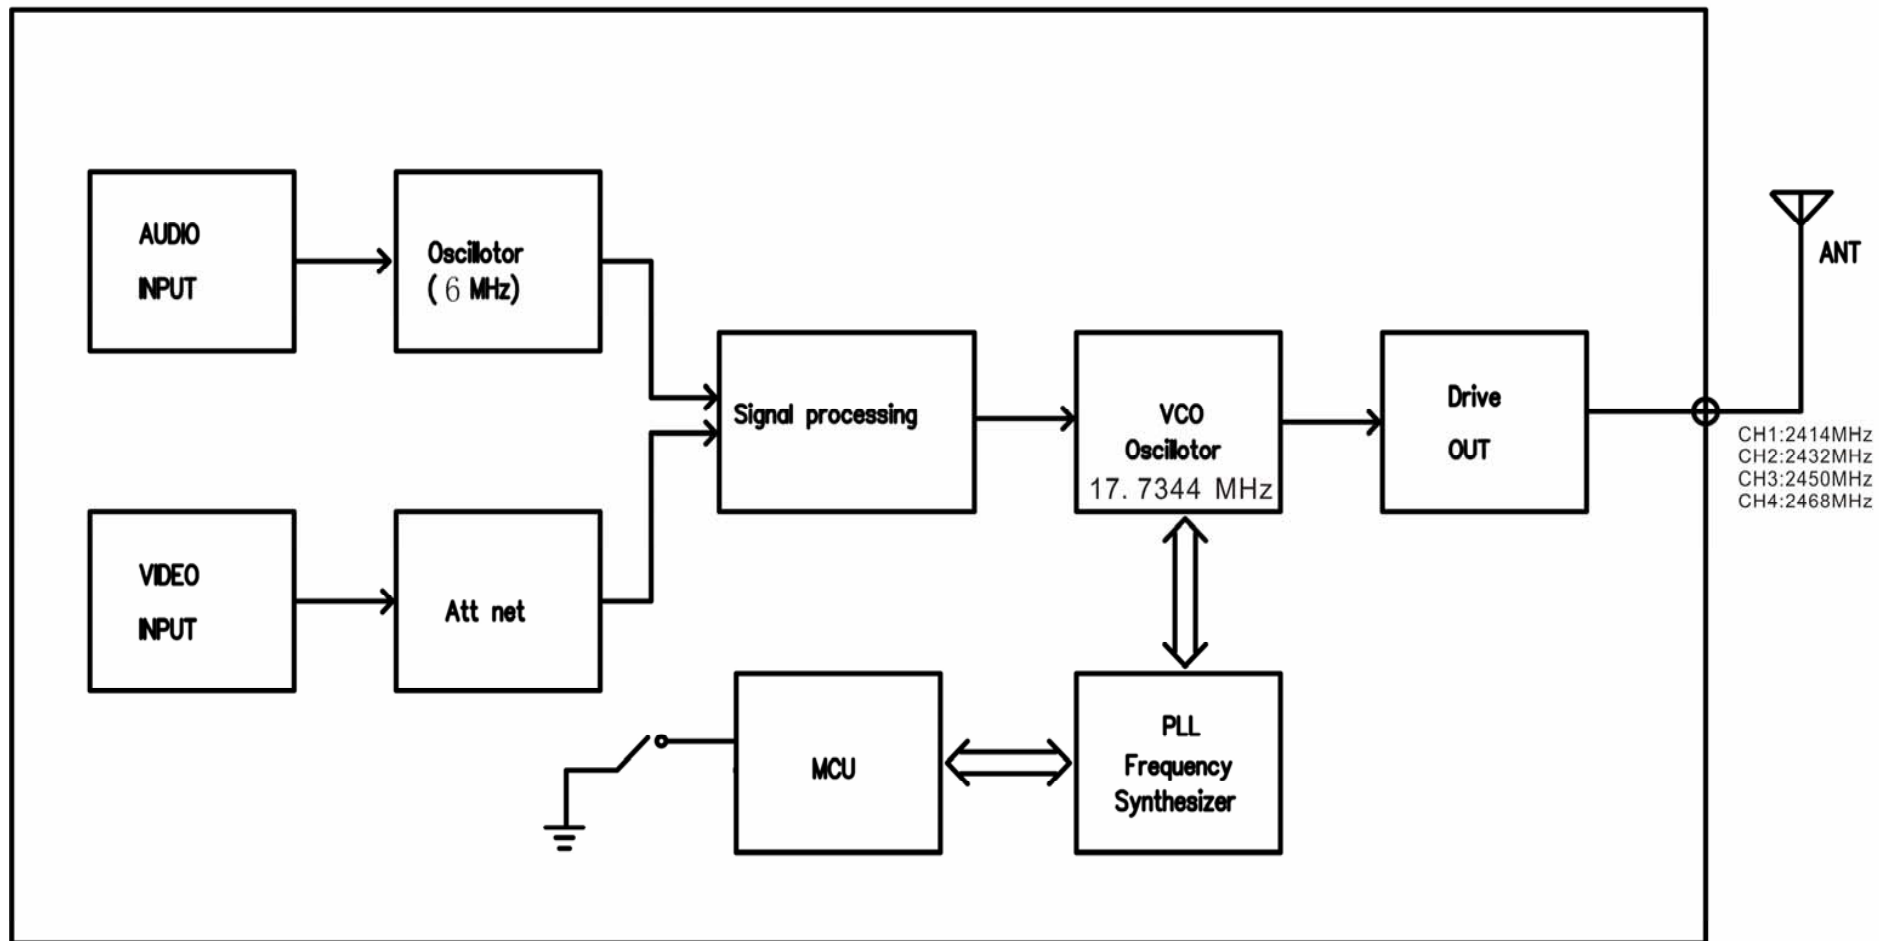 AUDIO
INPUT
Oscillotor
( 6 MHz)
VIDEO
INPUT
Att net
Signal processing
VCO
Oscillotor
17. 7344 MHz
Drive
OUT
ANT
CH1:2414MHz
CH2:2432MHz
CH3:2450MHz
CH4:2468MHz
MCU
PLL
Frequency
Synthesizer